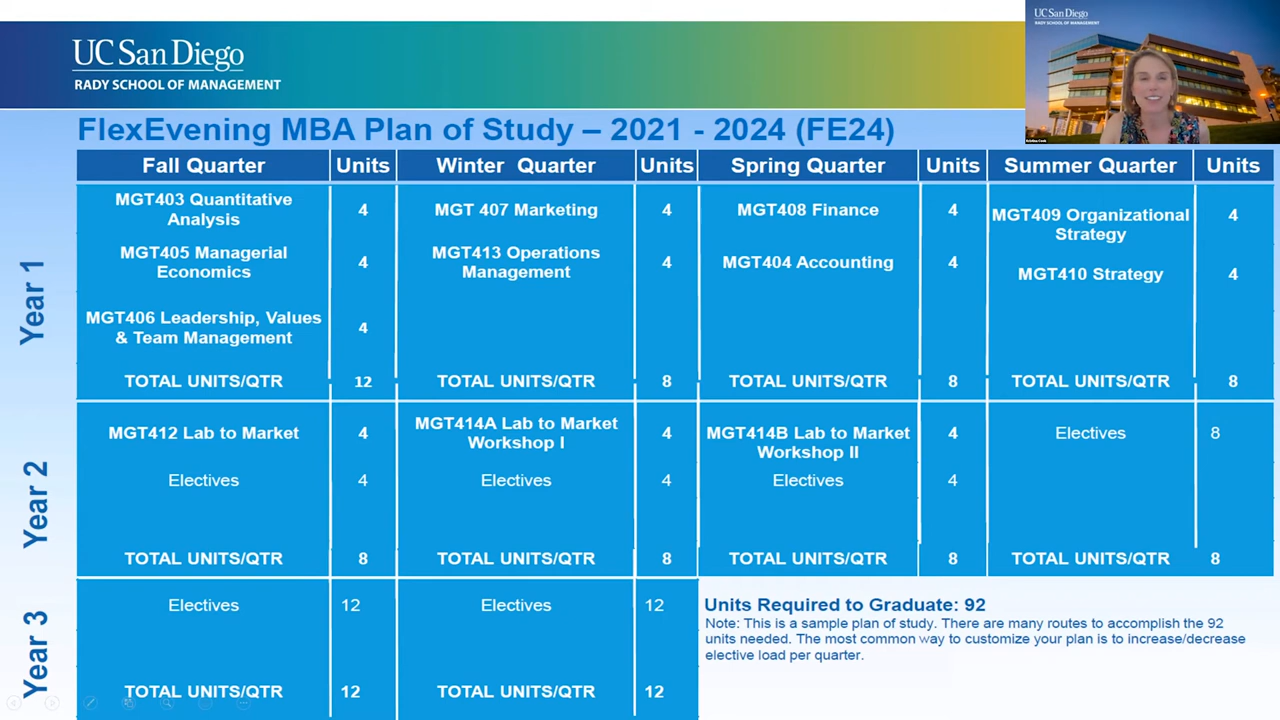 UC San Diego
RADY SCHOOL OF MANAGEMENT
UC San Diego
RADY SCHOOL OF MANAGEMENT
Kristina Cook
FlexEvening MBA Plan of Study – 2021 - 2024 (FE24)
Fall Quarter Units Winter Quarter Units Spring Quarter Units Summer Quarter Units
Year 1
MGT403 Quantitative
Analysis
4
MGT 407 Marketing 4
MGT408 Finance 4
MGT409 Organizational
Strategy
4
MGT405 Managerial
Economics
4
MGT413 Operations
Management
4
MGT404 Accounting 4
MGT410 Strategy 4
MGT406 Leadership, Values
& Team Management
4
TOTAL UNITS/QTR 12 TOTAL UNITS/QTR 8 TOTAL UNITS/QTR 8 TOTAL UNITS/QTR 8
Year 2
MGT412 Lab to Market 4
MGT414A Lab to Market
Workshop I
4
MGT414B Lab to Market
Workshop II
4
Electives 8
Electives 4 Electives 4 Electives 4
TOTAL UNITS/QTR 8 TOTAL UNITS/QTR 8 TOTAL UNITS/QTR 8 TOTAL UNITS/QTR 8
Year 3
Electives 12 Electives 12
TOTAL UNITS/QTR 12 TOTAL UNITS/QTR 12
Units Required to Graduate: 92
Note: This is a sample plan of study. There are many routes to accomplish the 92
units needed. The most common way to customize your plan is to increase/decrease
elective load per quarter.